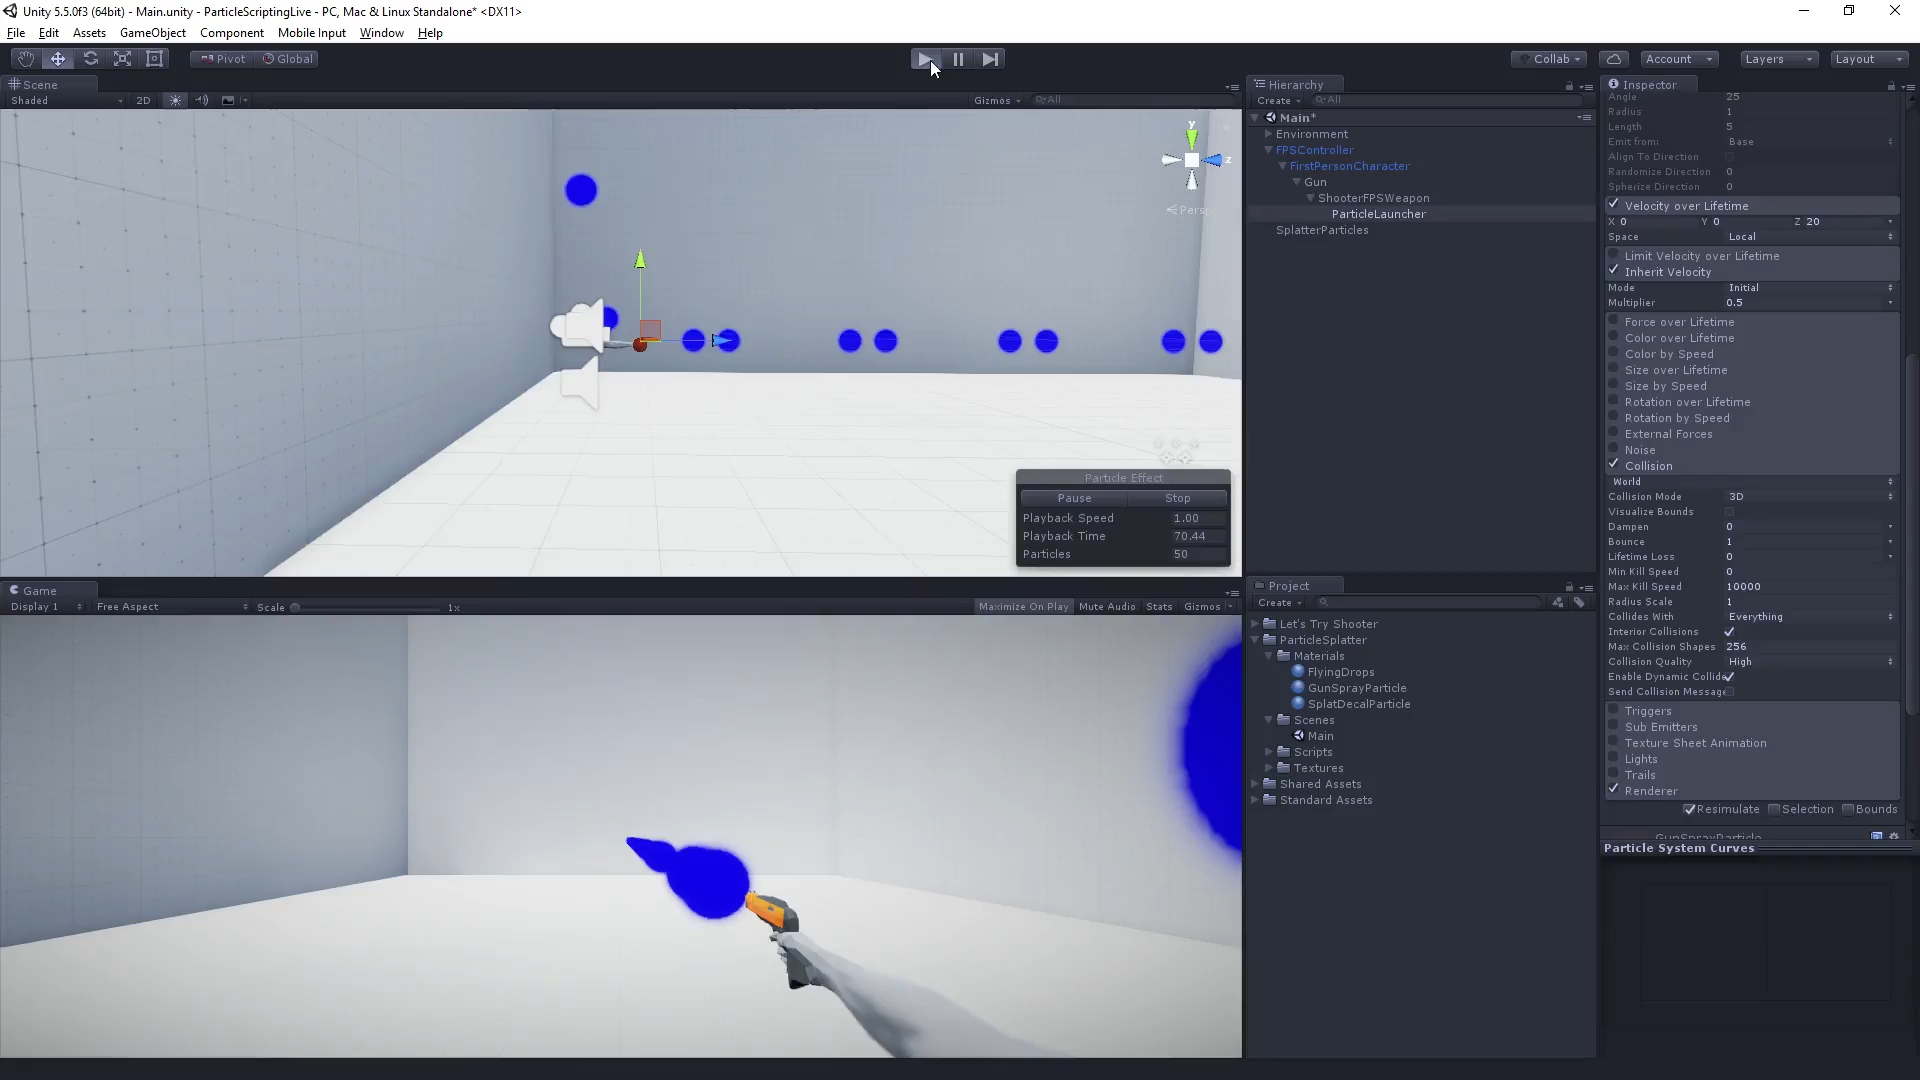 Unity 5.5.0f3 (64bit) - Main.unity - ParticleScriptingLive - PC, Mac & Linux Standalone* <DX11>
File Edit Assets GameObject Component Mobile Input Window Help
Pivot Global Collab Account Layers Layout
Scene
Shaded 2D Gizmos All
y
z
Persp
Particle Effect
Pause Stop
Playback Speed 1.00
Playback Time 70.44
Particles 50
Game
Display 1 Free Aspect Scale 1x Maximize On Play Mute Audio Stats Gizmos
Hierarchy
Create All
Main*
Environment
FPSController
FirstPersonCharacter
Gun
ShooterFPSWeapon
ParticleLauncher
SplatterParticles
Project
Create
Let's Try Shooter
ParticleSplatter
Materials
FlyingDrops
GunSprayParticle
SplatDecalParticle
Scenes
Main
Scripts
Textures
Shared Assets
Standard Assets
Inspector
Angle 25
Radius 1
Length 5
Emit from: Base
Align To Direction
Randomize Direction 0
Spherize Direction 0
Velocity over Lifetime
X 0 Y 0 Z 20
Space Local
Limit Velocity over Lifetime
Inherit Velocity
Mode Initial
Multiplier 0.5
Force over Lifetime
Color over Lifetime
Color by Speed
Size over Lifetime
Size by Speed
Rotation over Lifetime
Rotation by Speed
External Forces
Noise
Collision
World
Collision Mode 3D
Visualize Bounds
Dampen 0
Bounce 1
Lifetime Loss 0
Min Kill Speed 0
Max Kill Speed 10000
Radius Scale 1
Collides With Everything
Interior Collisions
Max Collision Shapes 256
Collision Quality High
Enable Dynamic Collide
Send Collision Message
Triggers
Sub Emitters
Texture Sheet Animation
Lights
Trails
Renderer
Resimulate Selection Bounds
GunSprayParticle
Particle System Curves